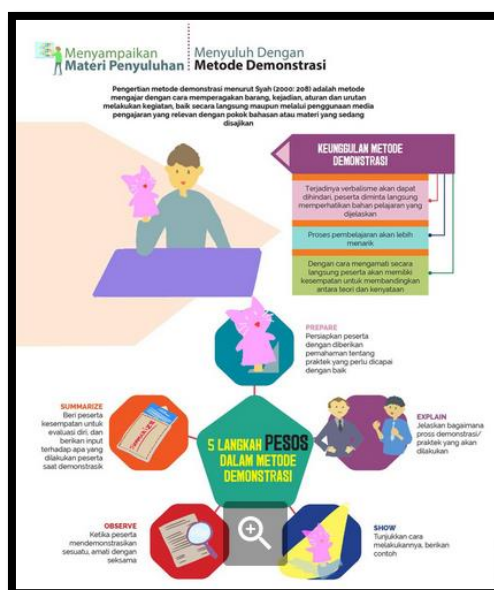 Menyampaikan
Materi Penyuluhan
Menyuluh Dengan
Metode Demonstrasi
Pengertian metode demonstrasi menurut Syah (2000: 208) adalah metode
mengajar dengan cara memperagakan barang, kejadian, aturan dan urutan
melakukan kegiatan, baik secara langsung maupun melalui penggunaan media
pengajaran yang relevan dengan pokok bahasan atau materi yang sedang
disajikan
KEUNGGULAN METODE
DEMONSTRASI
Terjadinya verbalisme akan dapat
dihindari, peserta diminta langsung
memperhatikan bahan pelajaran yang
dijelaskan
Proses pembelajaran akan lebih
menarik
Dengan cara mengamati secara
langsung peserta akan memiliki
kesempatan untuk membandingkan
antara teori dan kenyataan
PREPARE
Persiapkan peserta
dengan diberikan
pemahaman tentang
praktek yang perlu dicapai
dengan baik
SUMMARIZE
Beri peserta
kesempatan untuk
evaluasi diri, dan
berikan input
terhadap apa yang
dilakukan peserta
saat demonstrasik
5 LANGKAH PESOS
DALAM METODE
DEMONSTRASI
EXPLAIN
Jelaskan bagaimana
pross demonstrasi/
praktek yang akan
dilakukan
OBSERVE
Ketika peserta
mendemonstrasikan
sesuatu, amati dengan
seksama
SHOW
Tunjukkan cara
melakukannya, berikan
contoh